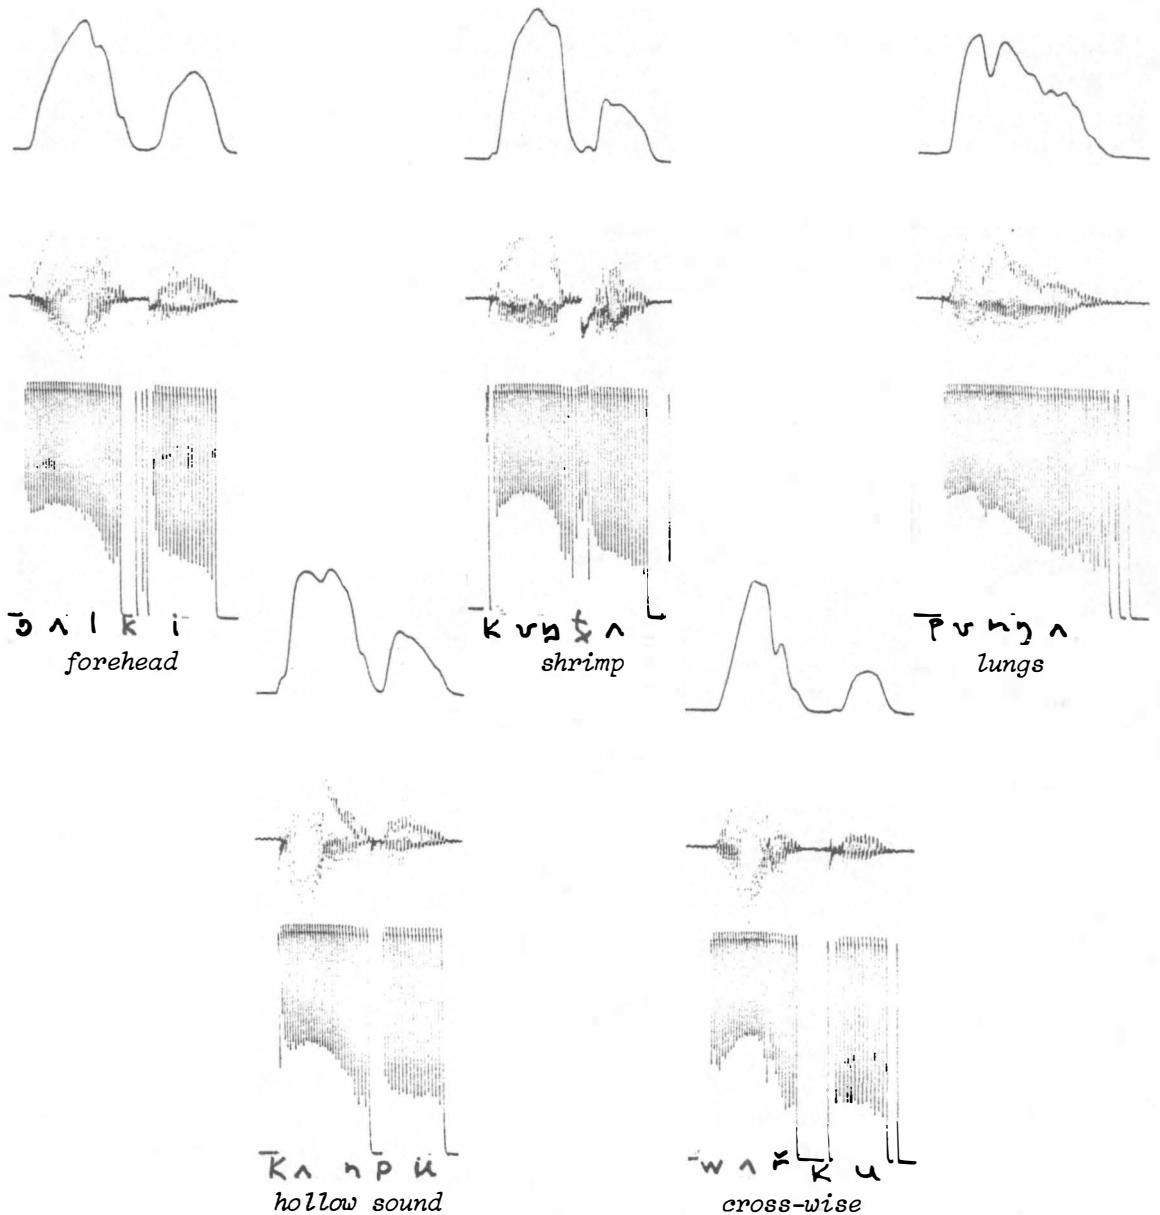 ʌ l k i
forehead
k ʊ ŋ ʌ
shrimp
p ʊ ʌ
lungs
k ʌ p
hollow sound
w ʌ k u
cross-wise